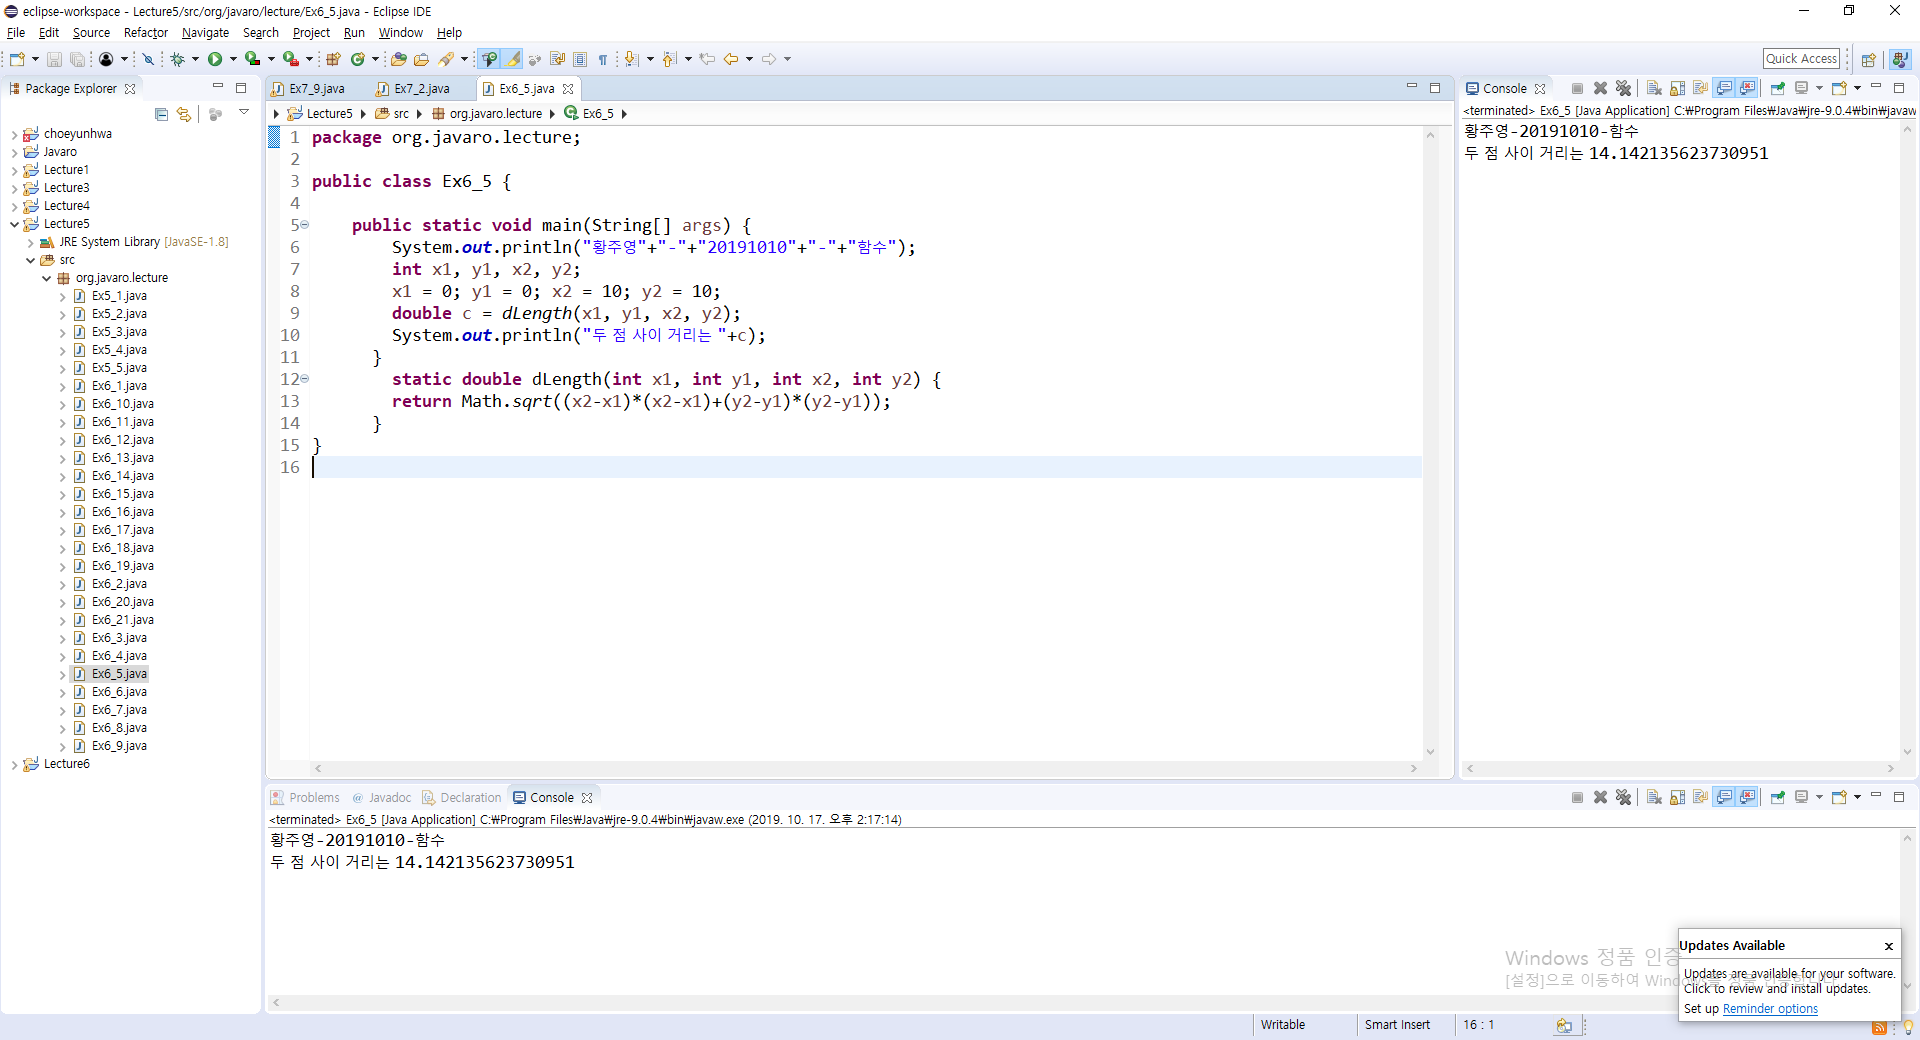 eclipse-workspace - Lecture5/src/org/javaro/lecture/Ex6_5.java - Eclipse IDE
File Edit Source Refactor Navigate Search Project Run Window Help
Quick Access
Package Explorer
choeyunhwa
Javaro
Lecture1
Lecture3
Lecture4
Lecture5
JRE System Library [JavaSE-1.8]
src
org.javaro.lecture
Ex5_1.java
Ex5_2.java
Ex5_3.java
Ex5_4.java
Ex5_5.java
Ex6_1.java
Ex6_10.java
Ex6_11.java
Ex6_12.java
Ex6_13.java
Ex6_14.java
Ex6_15.java
Ex6_16.java
Ex6_17.java
Ex6_18.java
Ex6_19.java
Ex6_2.java
Ex6_20.java
Ex6_21.java
Ex6_3.java
Ex6_4.java
Ex6_5.java
Ex6_6.java
Ex6_7.java
Ex6_8.java
Ex6_9.java
Lecture6
Ex7_9.java Ex7_2.java Ex6_5.java
Lecture5 src org.javaro.lecture Ex6_5
1 package org.javaro.lecture;
2
3 public class Ex6_5 {
4
5 public static void main(String[] args) {
6 System.out.println("황주영"+"-"+"20191010"+"-"+"함수");
7 int x1, y1, x2, y2;
8 x1 = 0; y1 = 0; x2 = 10; y2 = 10;
9 double c = dLength(x1, y1, x2, y2);
10 System.out.println("두 점 사이 거리는 "+c);
11 }
12 static double dLength(int x1, int y1, int x2, int y2) {
13 return Math.sqrt((x2-x1)*(x2-x1)+(y2-y1)*(y2-y1));
14 }
15 }
16
Console
<terminated> Ex6_5 [Java Application] C:₩Program Files₩Java₩jre-9.0.4₩bin₩javaw
황주영-20191010-함수
두 점 사이 거리는 14.142135623730951
Problems Javadoc Declaration Console
<terminated> Ex6_5 [Java Application] C:₩Program Files₩Java₩jre-9.0.4₩bin₩javaw.exe (2019. 10. 17. 오후 2:17:14)
황주영-20191010-함수
두 점 사이 거리는 14.142135623730951
Windows 정품 인증
[설정]으로 이동하여
Updates Available
Updates are available for your software.
Click to review and install updates.
Set up Reminder options
Writable Smart Insert 16 : 1